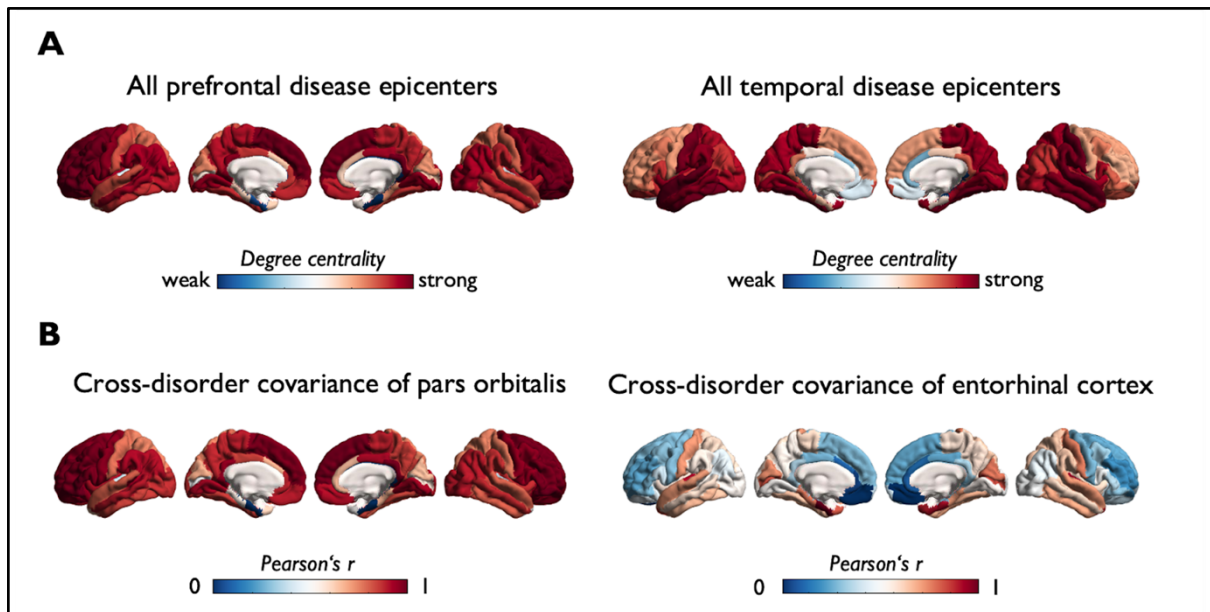 A
All prefrontal disease epicenters
All temporal disease epicenters
Degree centrality
weak strong
Degree centrality
weak strong
B
Cross-disorder covariance of pars orbitalis
Cross-disorder covariance of entorhinal cortex
Pearson's r
0 1
Pearson's r
0 1